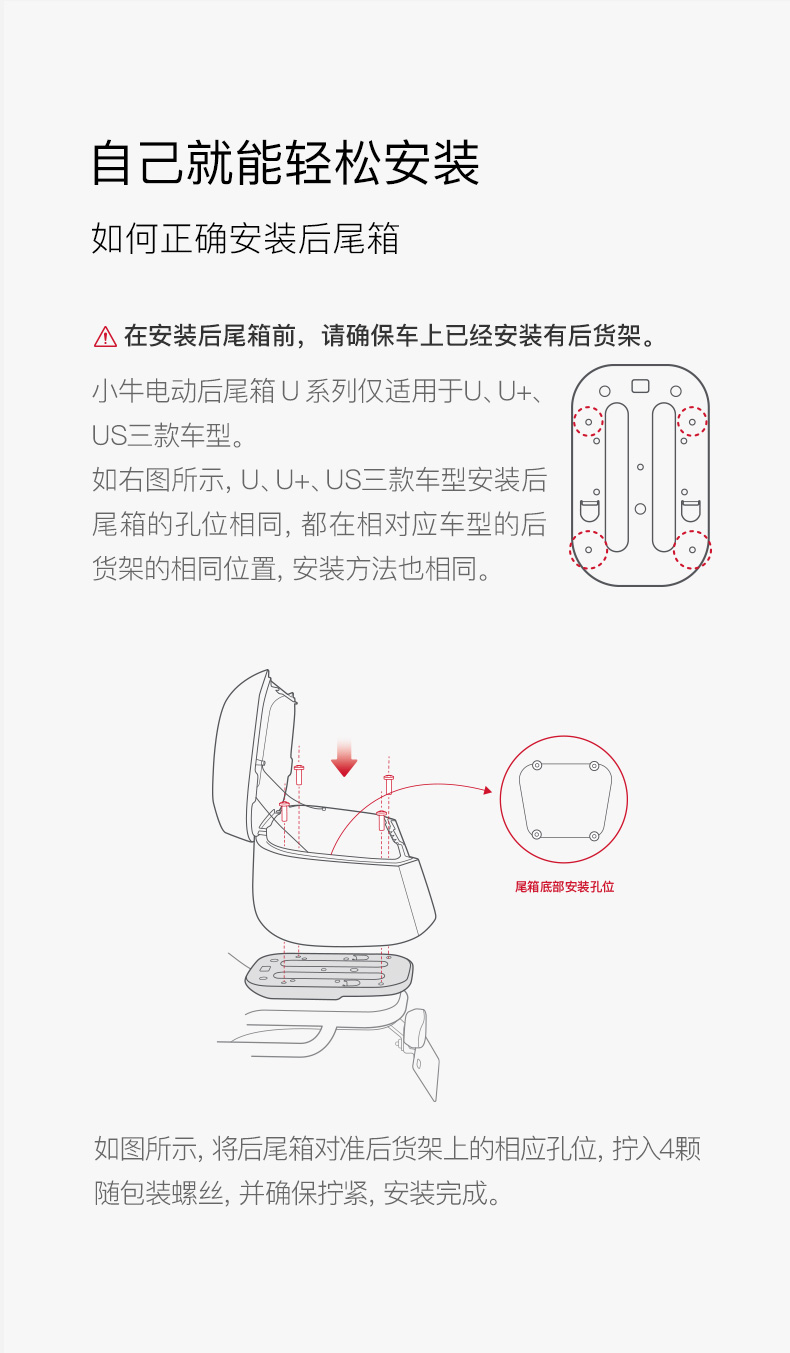 自己就能轻松安装
如何正确安装后尾箱
在安装后尾箱前，请确保车上已经安装有后货架。
小牛电动后尾箱 U 系列仅适用于U、U+、
US三款车型。
如右图所示, U、U+、US三款车型安装后
尾箱的孔位相同, 都在相对应车型的后
货架的相同位置, 安装方法也相同。
尾箱底部安装孔位
如图所示, 将后尾箱对准后货架上的相应孔位, 拧入4颗
随包装螺丝, 并确保拧紧, 安装完成。